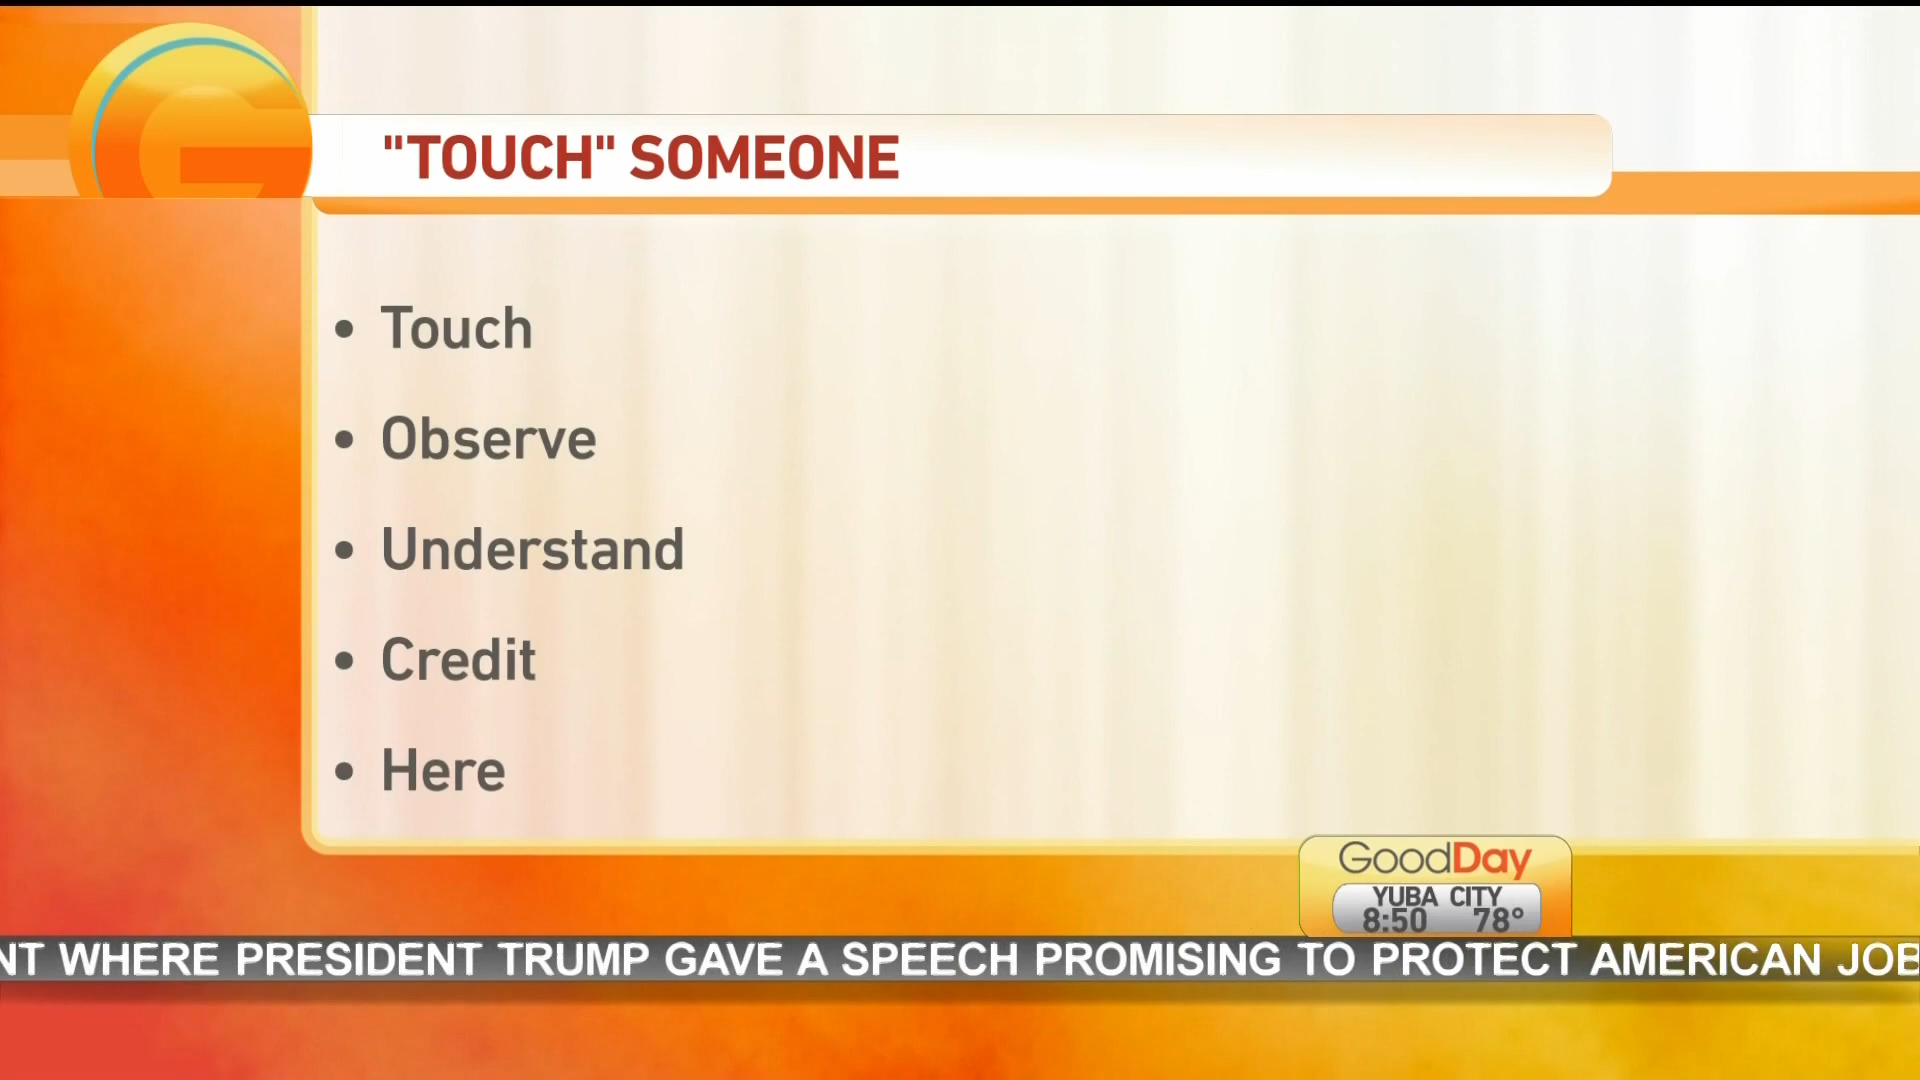 "TOUCH" SOMEONE
• Touch
• Observe
• Understand
• Credit
• Here
GoodDay
YUBA CITY
8:50 78°
NT WHERE PRESIDENT TRUMP GAVE A SPEECH PROMISING TO PROTECT AMERICAN JOB